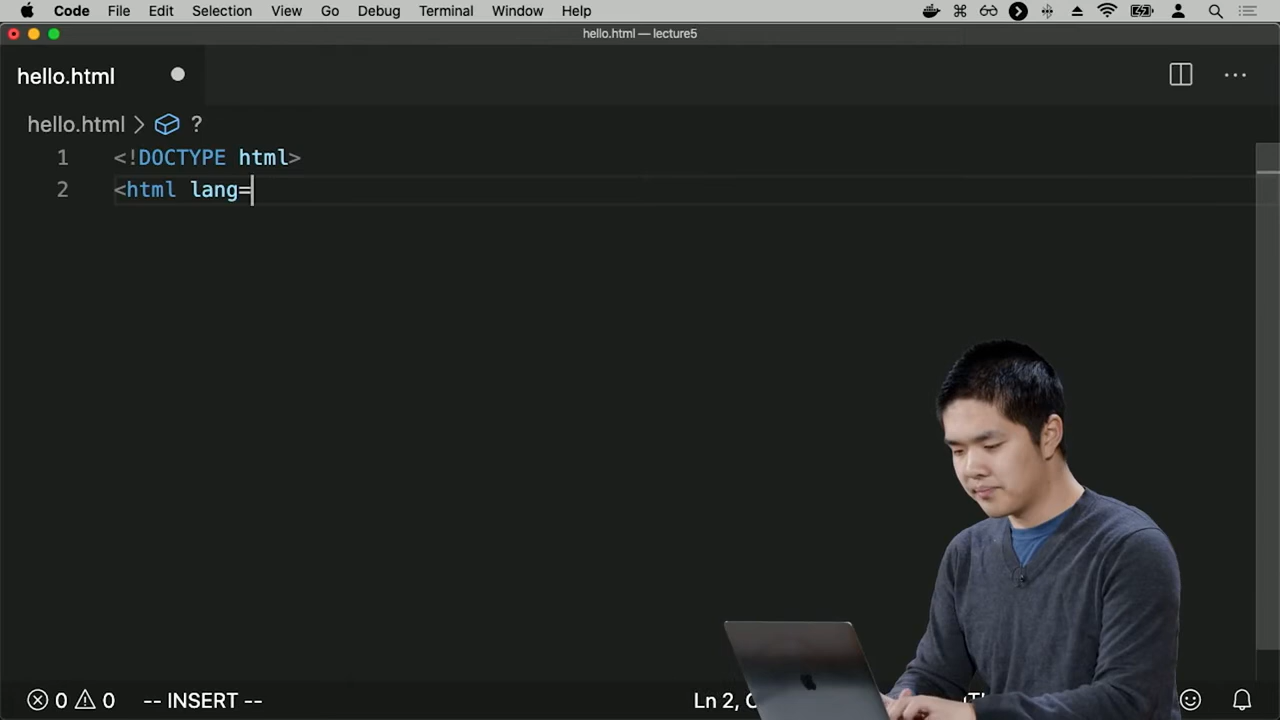 Code File Edit Selection View Go Debug Terminal Window Help
hello.html — lecture5
hello.html
hello.html > ?
1 <!DOCTYPE html>
2 <html lang=
0 0 -- INSERT -- Ln 2, C